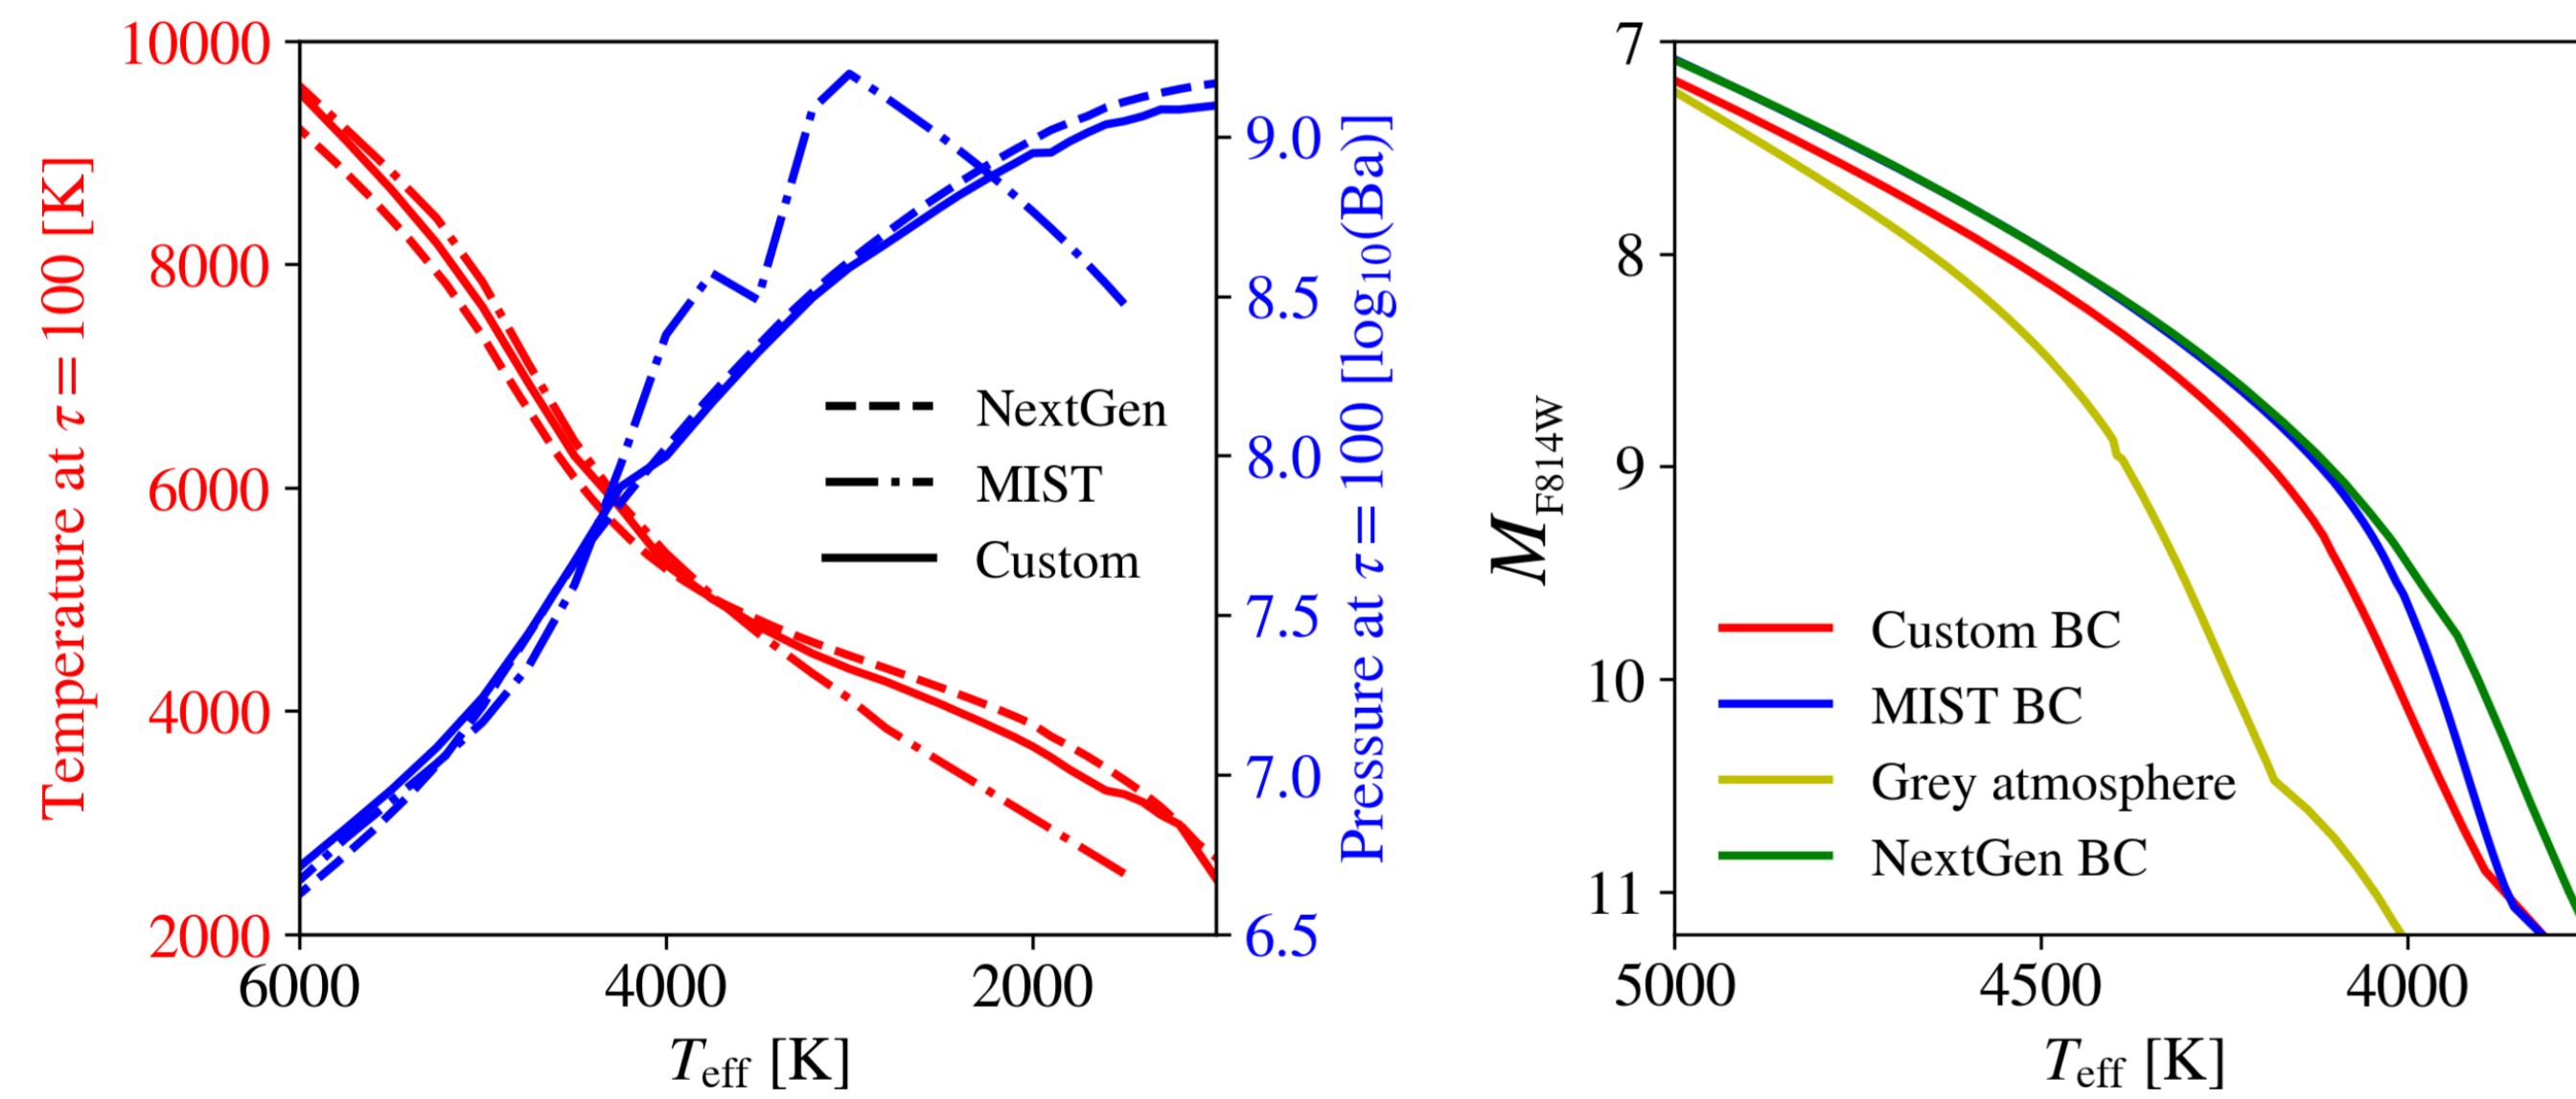 10000
8000
6000
4000
2000
Temperature at τ = 100 [K]
9.0
8.5
8.0
7.5
7.0
6.5
Pressure at τ = 100 [log₁₀(Ba)]
NextGen
MIST
Custom
6000 4000 2000
T_eff [K]
7
8
9
10
11
M_F814W
Custom BC
MIST BC
Grey atmosphere
NextGen BC
5000 4500 4000
T_eff [K]